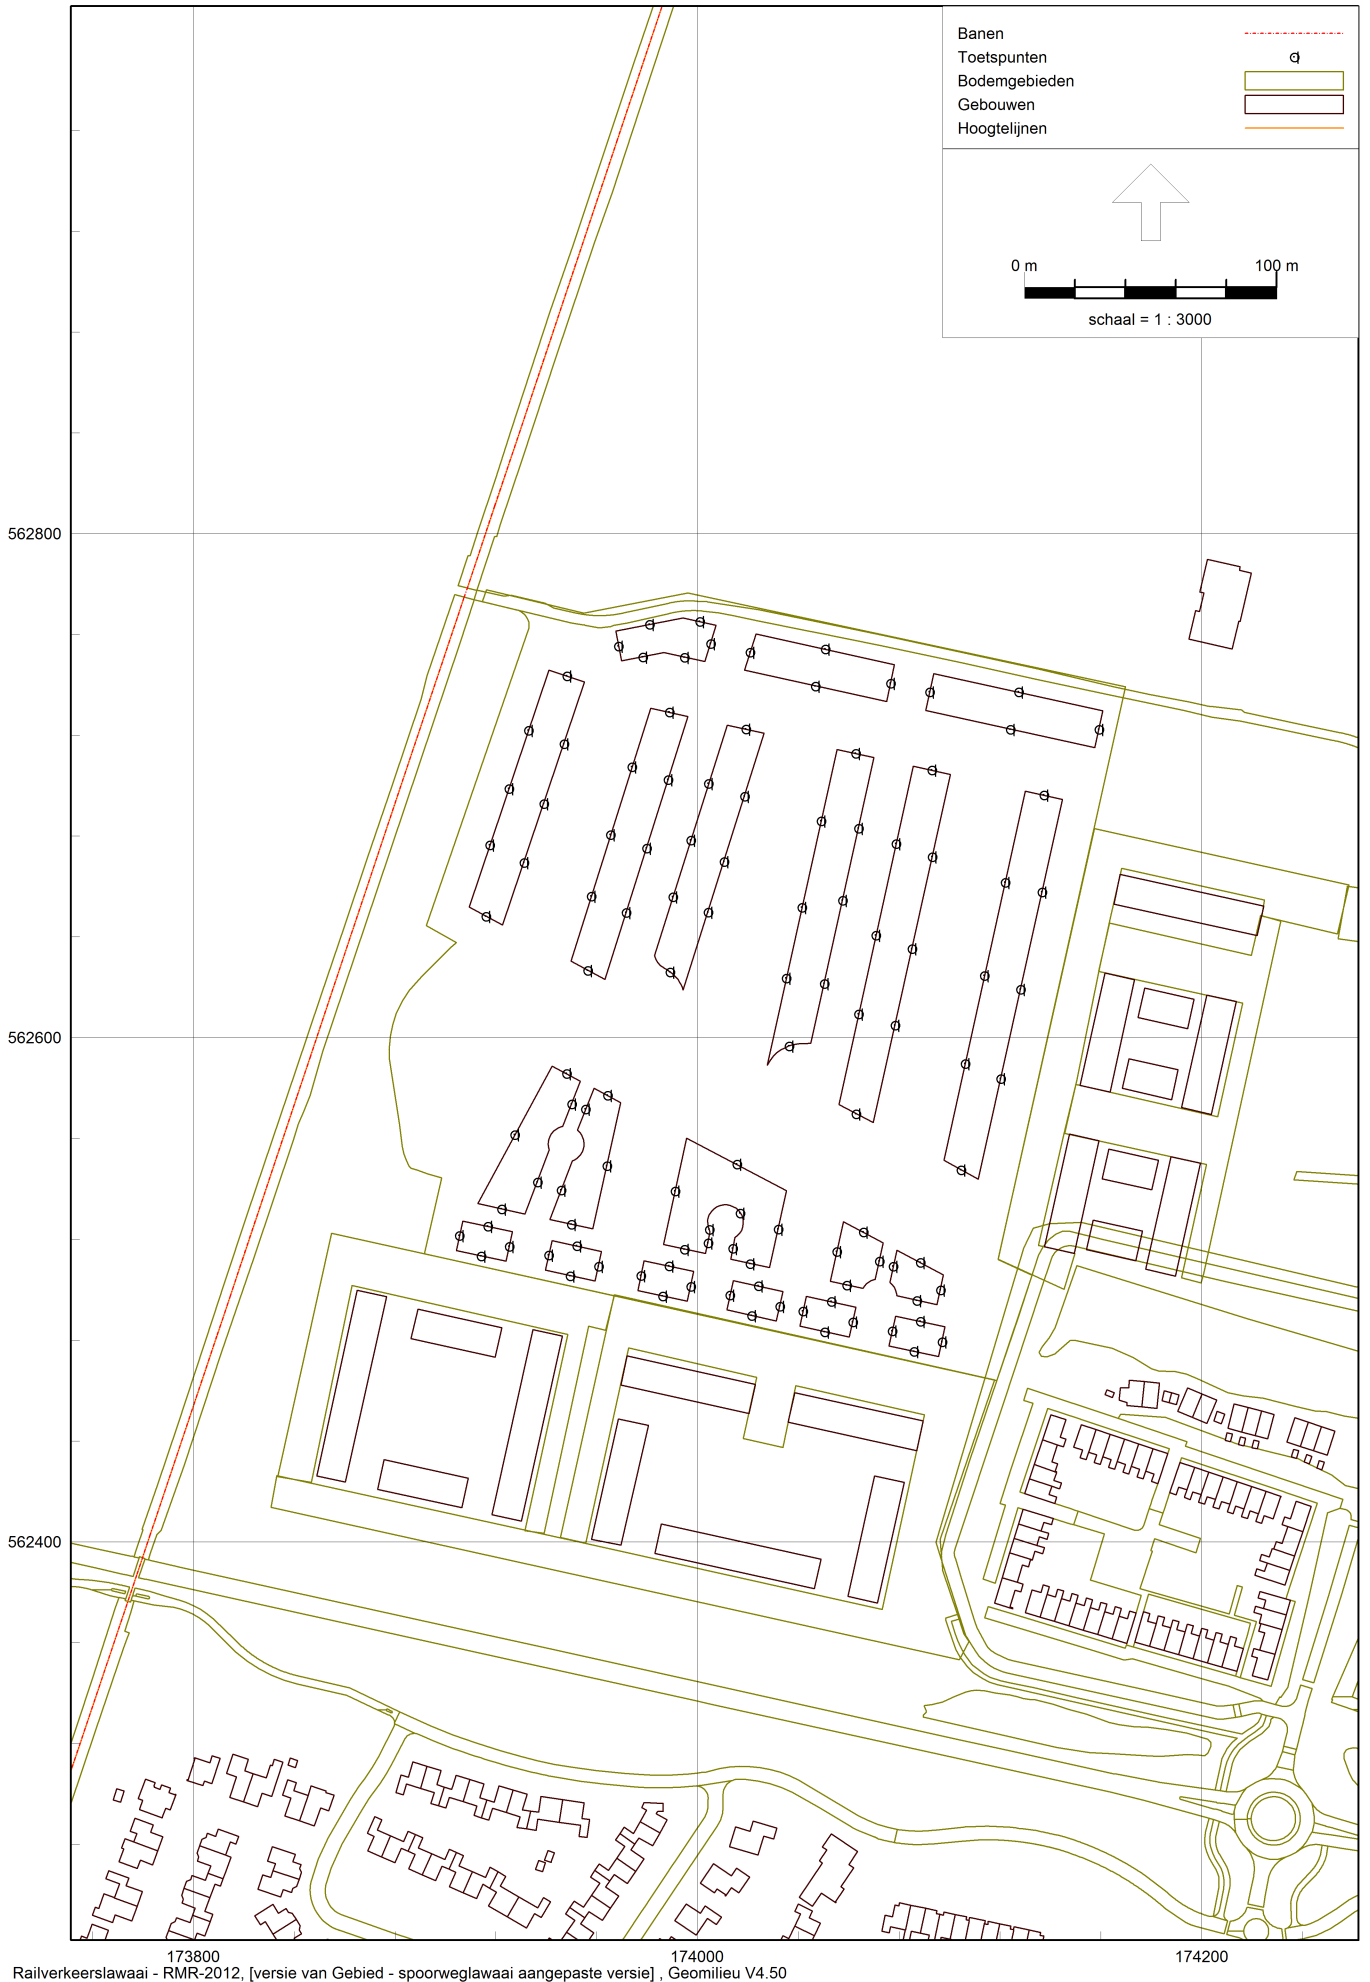 Banen
Toetspunten
Bodemgebieden
Gebouwen
Hoogtelijnen
0 m 100 m
schaal = 1 : 3000
562800
562600
562400
173800 174000 174200
Railverkeerslawaai - RMR-2012, [versie van Gebied - spoorweglawaai aangepaste versie] , Geomilieu V4.50